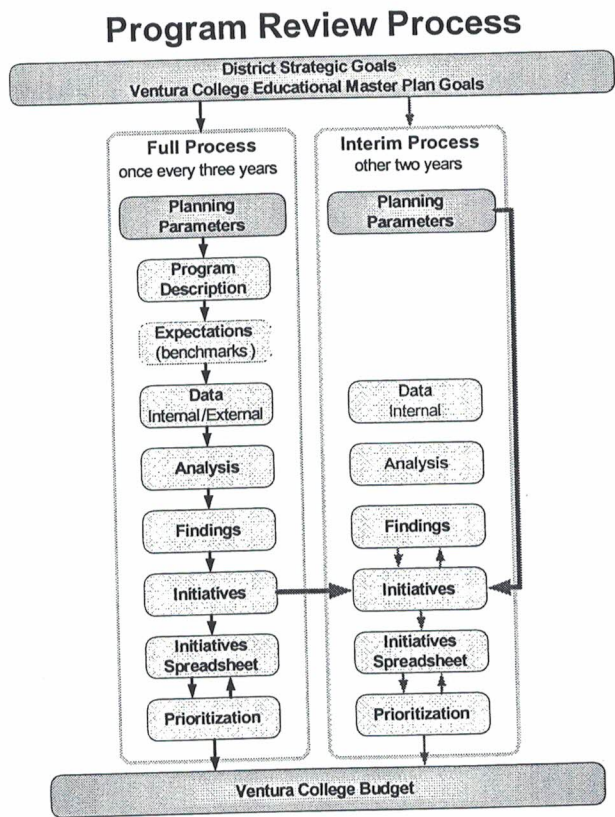 Program Review Process
District Strategic Goals
Ventura College Educational Master Plan Goals
Full Process
once every three years
Planning
Parameters
Program
Description
Expectations
(benchmarks)
Data
Internal/External
Analysis
Findings
Initiatives
Initiatives
Spreadsheet
Prioritization
Interim Process
other two years
Planning
Parameters
Data
Internal
Analysis
Findings
Initiatives
Initiatives
Spreadsheet
Prioritization
Ventura College Budget